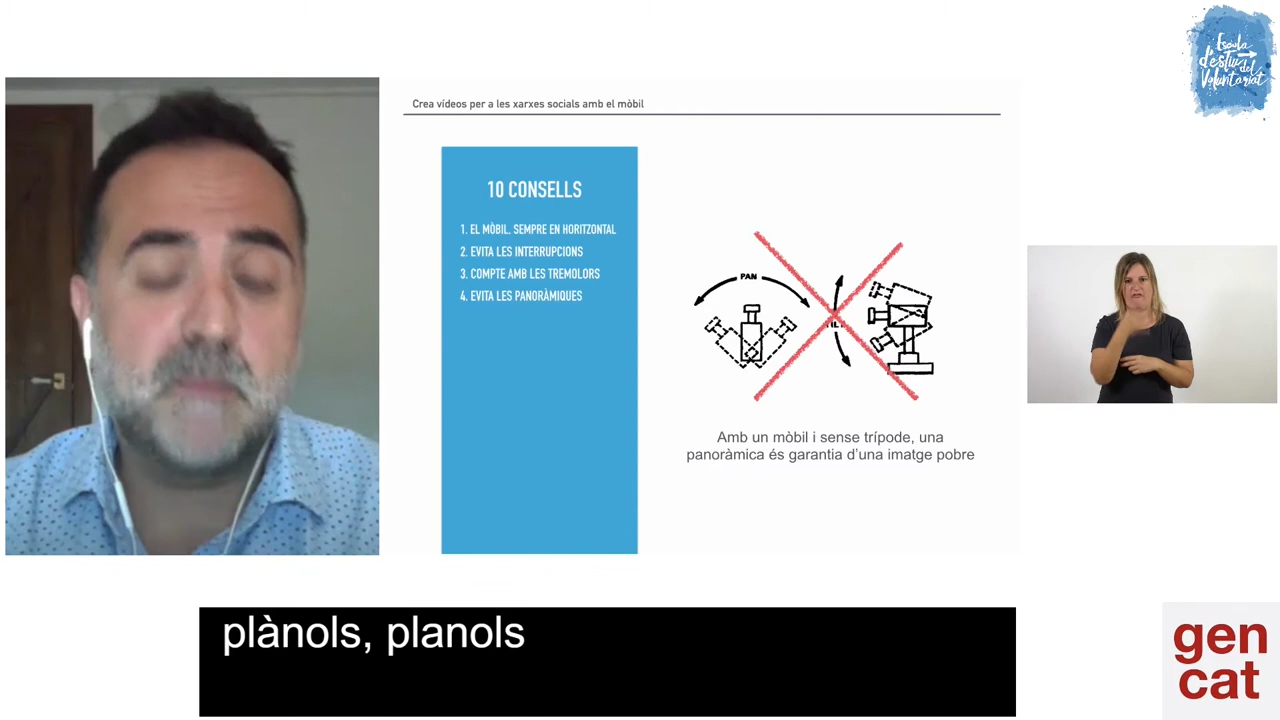 Escola
d'estiu
del
Voluntariat
Crea vídeos per a les xarxes socials amb el mòbil
10 CONSELLS
1. EL MÒBIL. SEMPRE EN HORITZONTAL
2. EVITA LES INTERRUPCIONS
3. COMPTE AMB LES TREMOLORS
4. EVITA LES PANORÀMIQUES
PAN
Amb un mòbil i sense trípode, una
panoràmica és garantia d'una imatge pobre
plànols, planols
gen
cat